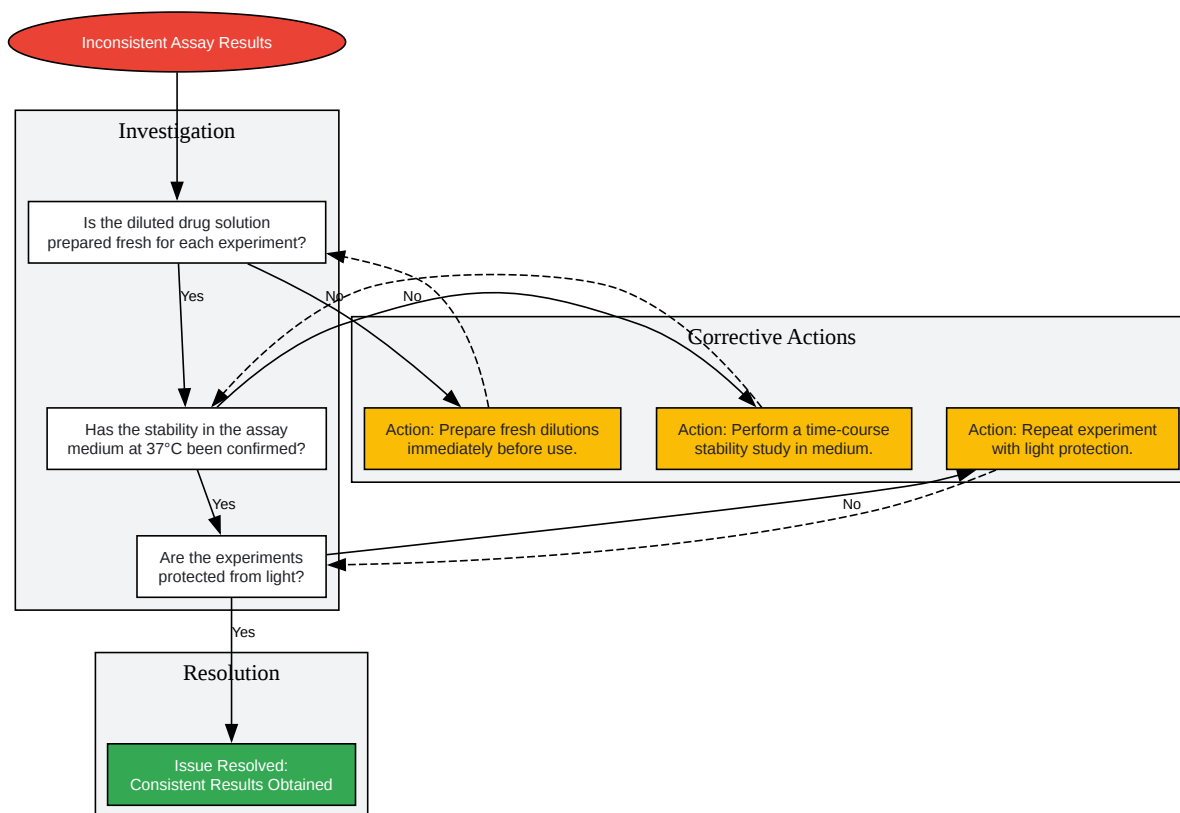 Inconsistent Assay Results
Investigation
Is the diluted drug solution
prepared fresh for each experiment?
Yes
No
No
Corrective Actions
Has the stability in the assay
medium at 37°C been confirmed?
Action: Prepare fresh dilutions
immediately before use.
Action: Perform a time-course
stability study in medium.
Action: Repeat experiment
with light protection.
Yes
No
Are the experiments
protected from light?
Yes
Resolution
Issue Resolved:
Consistent Results Obtained